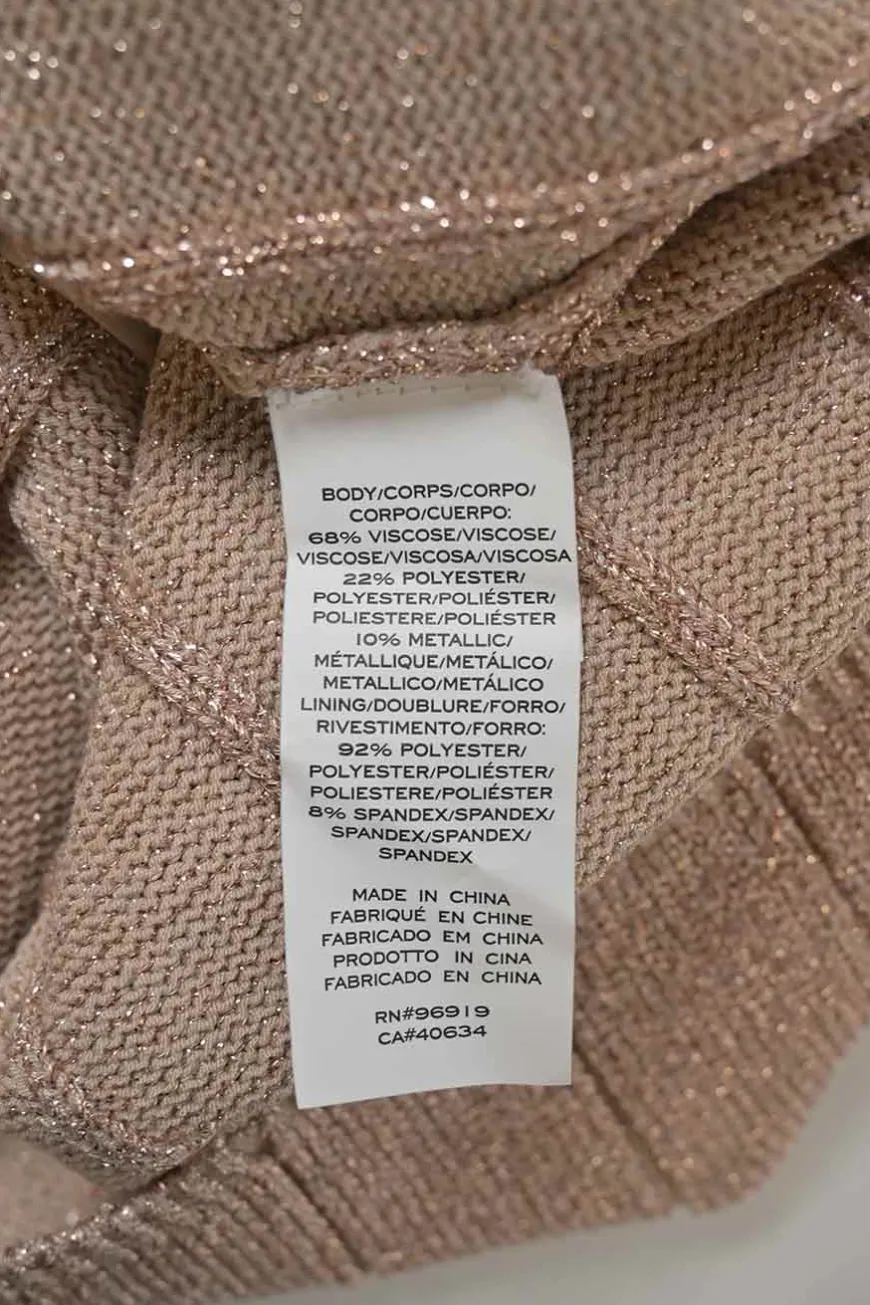 BODY/CORPS/CORPO/
CORPO/CUERPO:
68% VISCOSE/VISCOSE/
VISCOSE/VISCOSA/VISCOSA
22% POLYESTER/
POLYESTER/POLIÉSTER/
POLIESTERE/POLIÉSTER
10% METALLIC/
MÉTALLIQUE/METÁLICO/
METALLICO/METÁLICO
LINING/DOUBLURE/FORRO/
RIVESTIMENTO/FORRO:
92% POLYESTER/
POLYESTER/POLIÉSTER/
POLIESTERE/POLIÉSTER
8% SPANDEX/SPANDEX/
SPANDEX/SPANDEX/
SPANDEX
MADE IN CHINA
FABRIQUÉ EN CHINE
FABRICADO EM CHINA
PRODOTTO IN CINA
FABRICADO EN CHINA
RN#96919
CA#40634